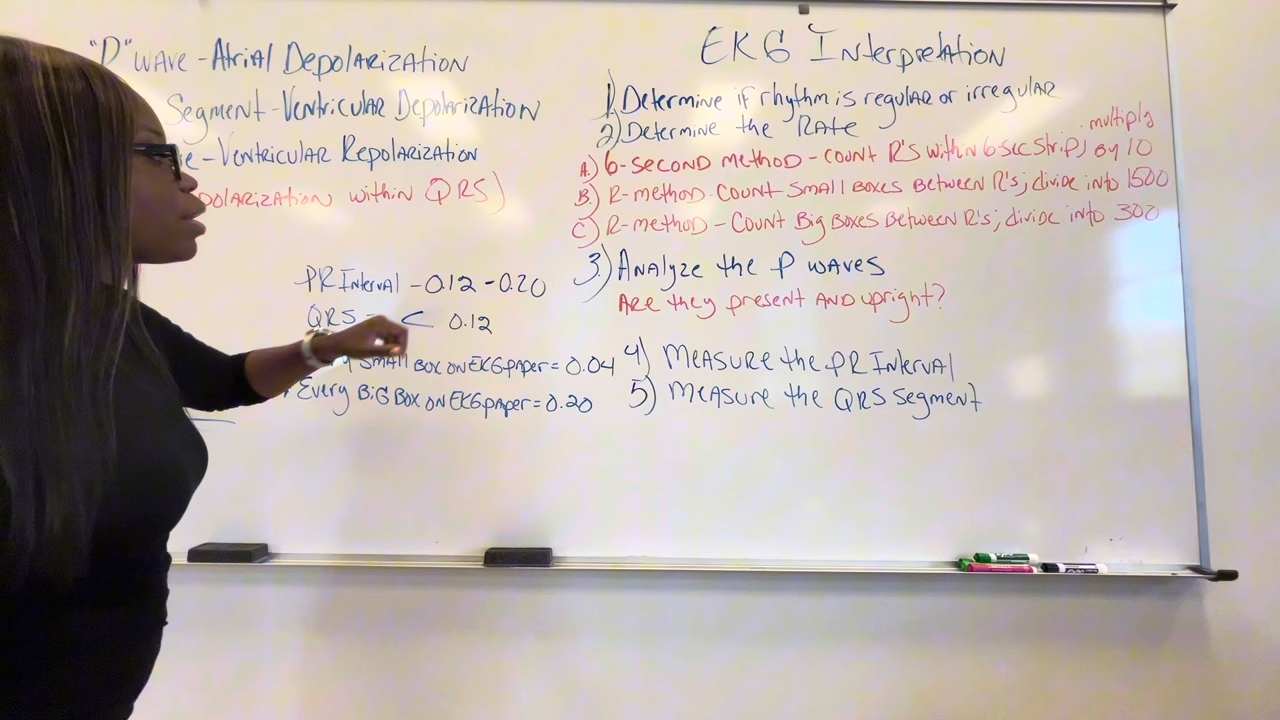 "P" wave - Atrial Depolarization
Segment - Ventricular Depolarization
- Ventricular Repolarization
within QRS)
PR Interval - 0.12 - 0.20
QRS - < 0.12
Small Box on EKG paper = 0.04
Every Big Box on EKG paper = 0.20
EKG Interpretation
1) Determine if rhythm is regular or irregular
2) Determine the Rate
A.) 6-second method - count R's within 6-sec strip; multiply by 10
B.) R-method - Count small boxes Between R's; divide into 1500
C) R-method - Count Big Boxes Between R's; divide into 300
3.) Analyze the P waves
Are they present AND upright?
4) Measure the PR Interval
5) Measure the QRS segment